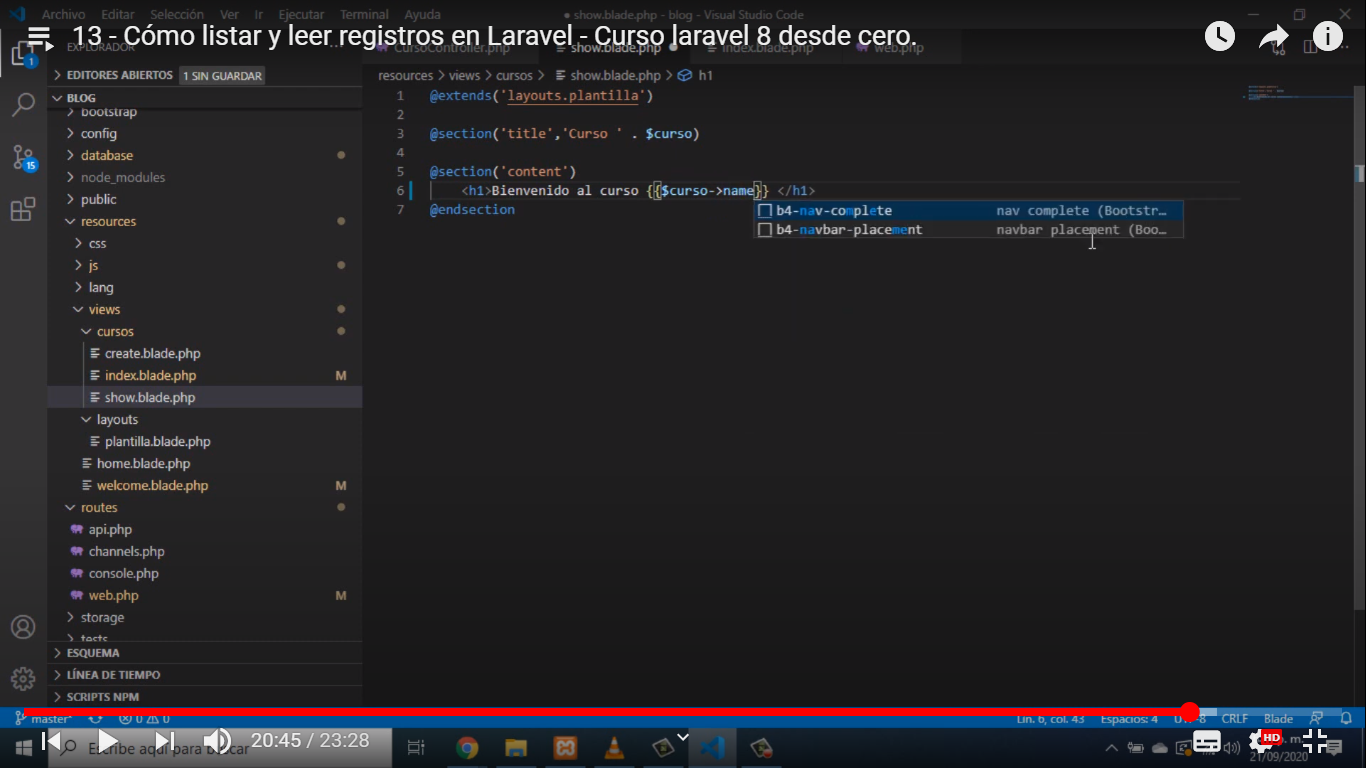 Archivo Editar Selección Ver Ir Ejecutar Terminal Ayuda
● show.blade.php - blog - Visual Studio Code
13 - Cómo listar y leer registros en Laravel - Curso laravel 8 desde cero.
EXPLORADOR
CursoController.php show.blade.php index.blade.php web.php
1
EDITORES ABIERTOS 1 SIN GUARDAR
resources > views > cursos > show.blade.php > h1
BLOG
bootstrap
config
database
node_modules
public
resources
css
js
lang
views
cursos
create.blade.php
index.blade.php M
show.blade.php
layouts
plantilla.blade.php
home.blade.php
welcome.blade.php M
routes
api.php
channels.php
console.php
web.php M
storage
tests
ESQUEMA
LÍNEA DE TIEMPO
SCRIPTS NPM
15
1 @extends('layouts.plantilla')
2
3 @section('title','Curso ' . $curso)
4
5 @section('content')
6 <h1>Bienvenido al curso {{$curso->name}} </h1>
7 @endsection
b4-nav-complete nav complete (Bootstr…
b4-navbar-placement navbar placement (Boo…
master* 0 0
Lin. 6, col. 43 Espacios: 4 UTF-8 CRLF Blade
Escribe aquí para buscar
20:45 / 23:28
HD
21/09/2020